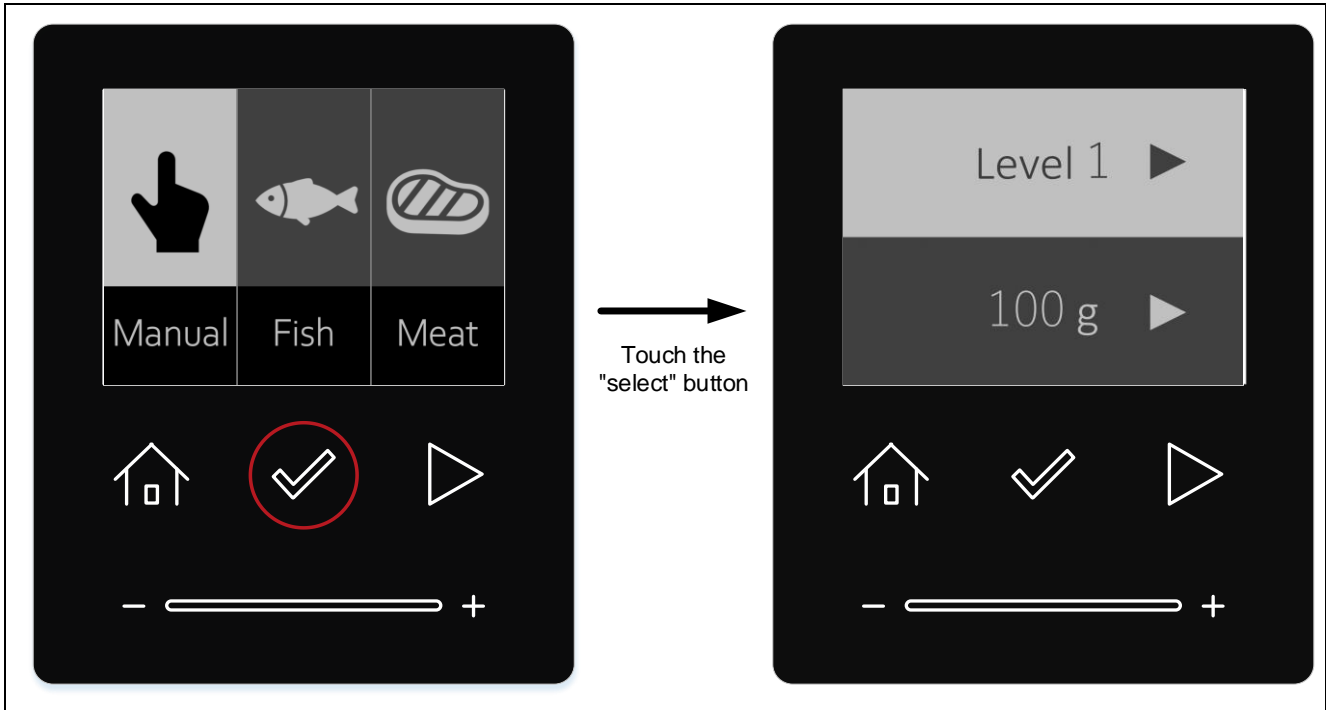 Manual Fish Meat
Touch the
"select" button
Level 1
100 g
- +
- +